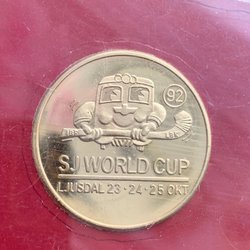 92
SJ WORLD CUP
LJUSDAL 23 • 24 • 25 OKT